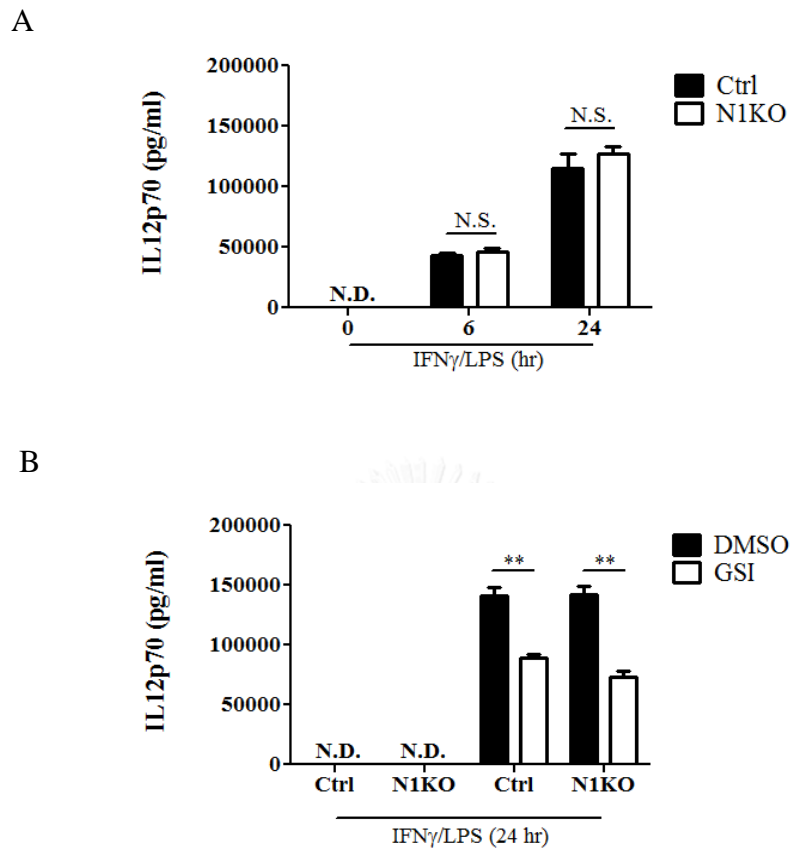 A
IL12p70 (pg/ml)
200000
150000
100000
50000
0
N.D.
N.S.
N.S.
Ctrl
N1KO
0 6 24
IFNγ/LPS (hr)
B
IL12p70 (pg/ml)
200000
150000
100000
50000
0
N.D. N.D.
** **
DMSO
GSI
Ctrl N1KO Ctrl N1KO
IFNγ/LPS (24 hr)